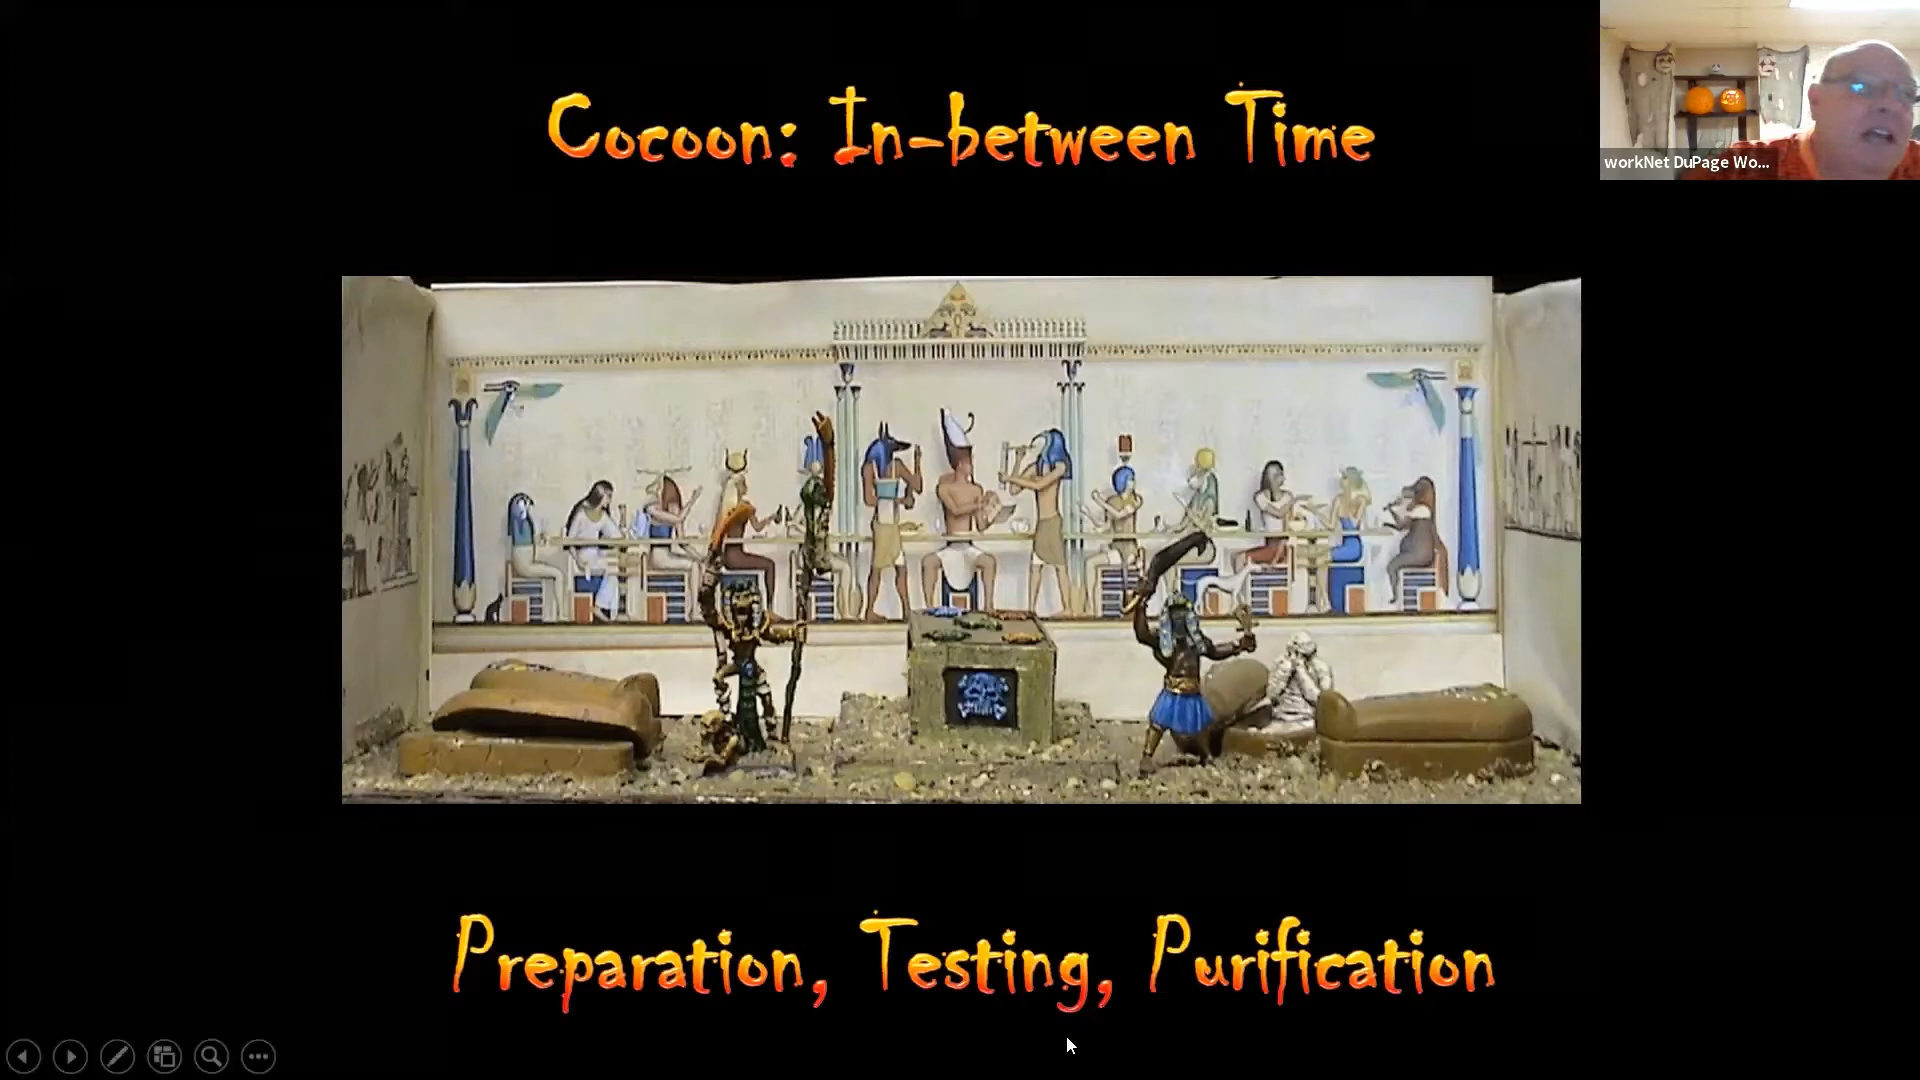 Cocoon: In-between Time
workNet DuPage Wo...
Preparation, Testing, Purification